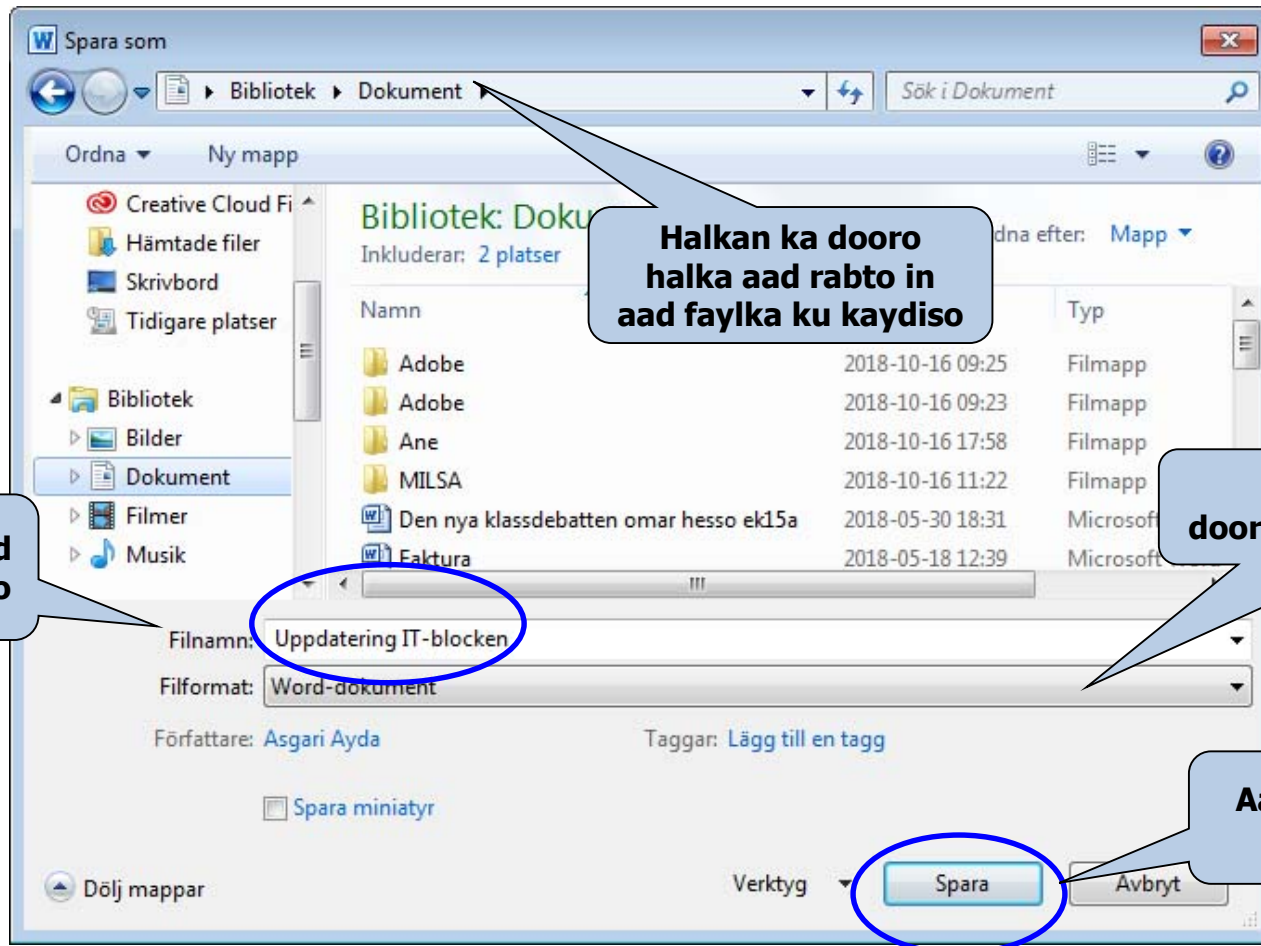 Spara som
Bibliotek Dokument
Sök i Dokument
Ordna Ny mapp
Creative Cloud Fi
Hämtade filer
Skrivbord
Tidigare platser
Bibliotek
Bilder
Dokument
Filmer
Musik
Bibliotek: Doku
Inkluderar: 2 platser
dna efter: Mapp
Halkan ka dooro
halka aad rabto in
aad faylka ku kaydiso
Namn Typ
Adobe 2018-10-16 09:25 Filmapp
Adobe 2018-10-16 09:23 Filmapp
Ane 2018-10-16 17:58 Filmapp
MILSA 2018-10-16 11:22 Filmapp
Den nya klassdebatten omar hesso ek15a 2018-05-30 18:31 Microsoft
Faktura 2018-05-18 12:39 Microsoft
d
o
door
Filnamn: Uppdatering IT-blocken
Filformat: Word-dokument
Författare: Asgari Ayda Taggar: Lägg till en tagg
Spara miniatyr
Aa
Dölj mappar Verktyg Spara Avbryt